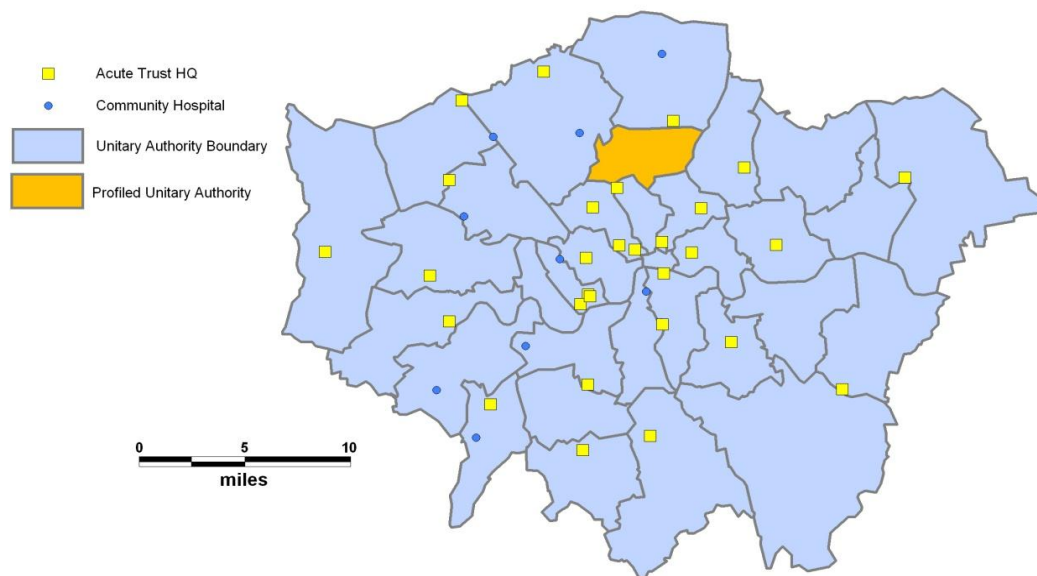 Acute Trust HQ
Community Hospital
Unitary Authority Boundary
Profiled Unitary Authority
0 5 10
miles